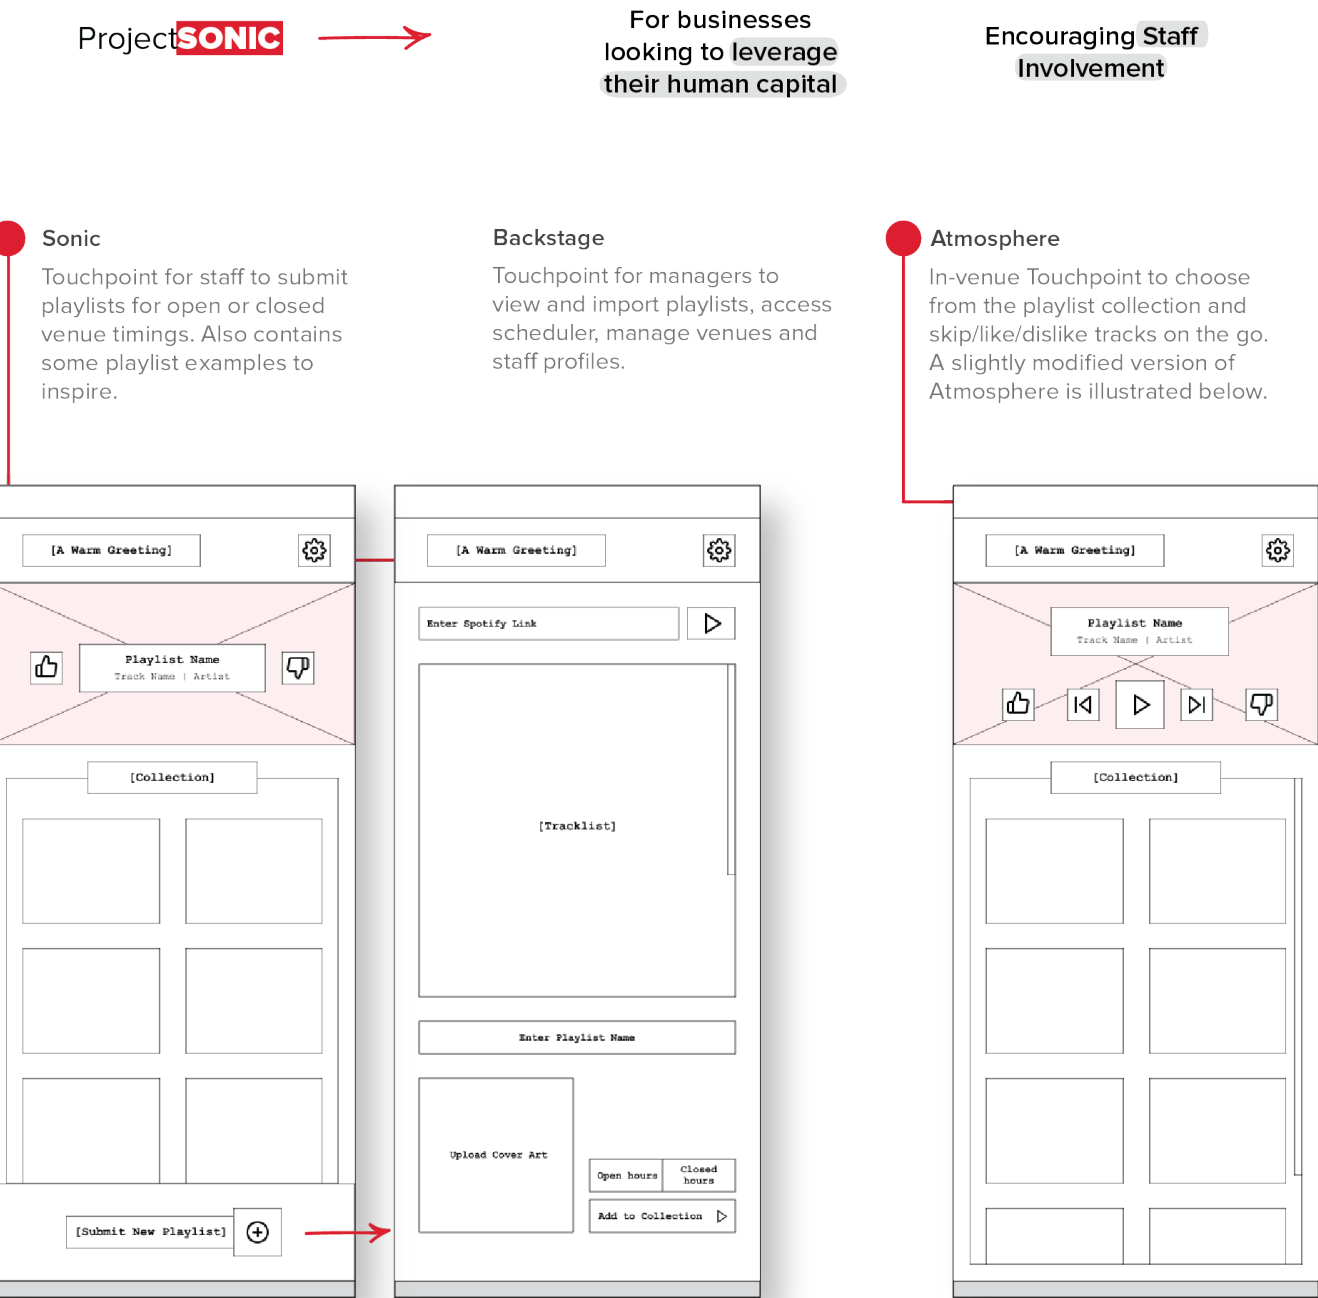 ProjectSONIC
For businesses
looking to leverage
their human capital
Encouraging Staff
Involvement
Sonic
Touchpoint for staff to submit
playlists for open or closed
venue timings. Also contains
some playlist examples to
inspire.
Backstage
Touchpoint for managers to
view and import playlists, access
scheduler, manage venues and
staff profiles.
Atmosphere
In-venue Touchpoint to choose
from the playlist collection and
skip/like/dislike tracks on the go.
A slightly modified version of
Atmosphere is illustrated below.
[A Warm Greeting]
Playlist Name
Track Name | Artist
[Collection]
[Submit New Playlist]
[A Warm Greeting]
Enter Spotify Link
[Tracklist]
Enter Playlist Name
Upload Cover Art
Open hours
Closed
hours
Add to Collection
[A Warm Greeting]
Playlist Name
Track Name | Artist
[Collection]